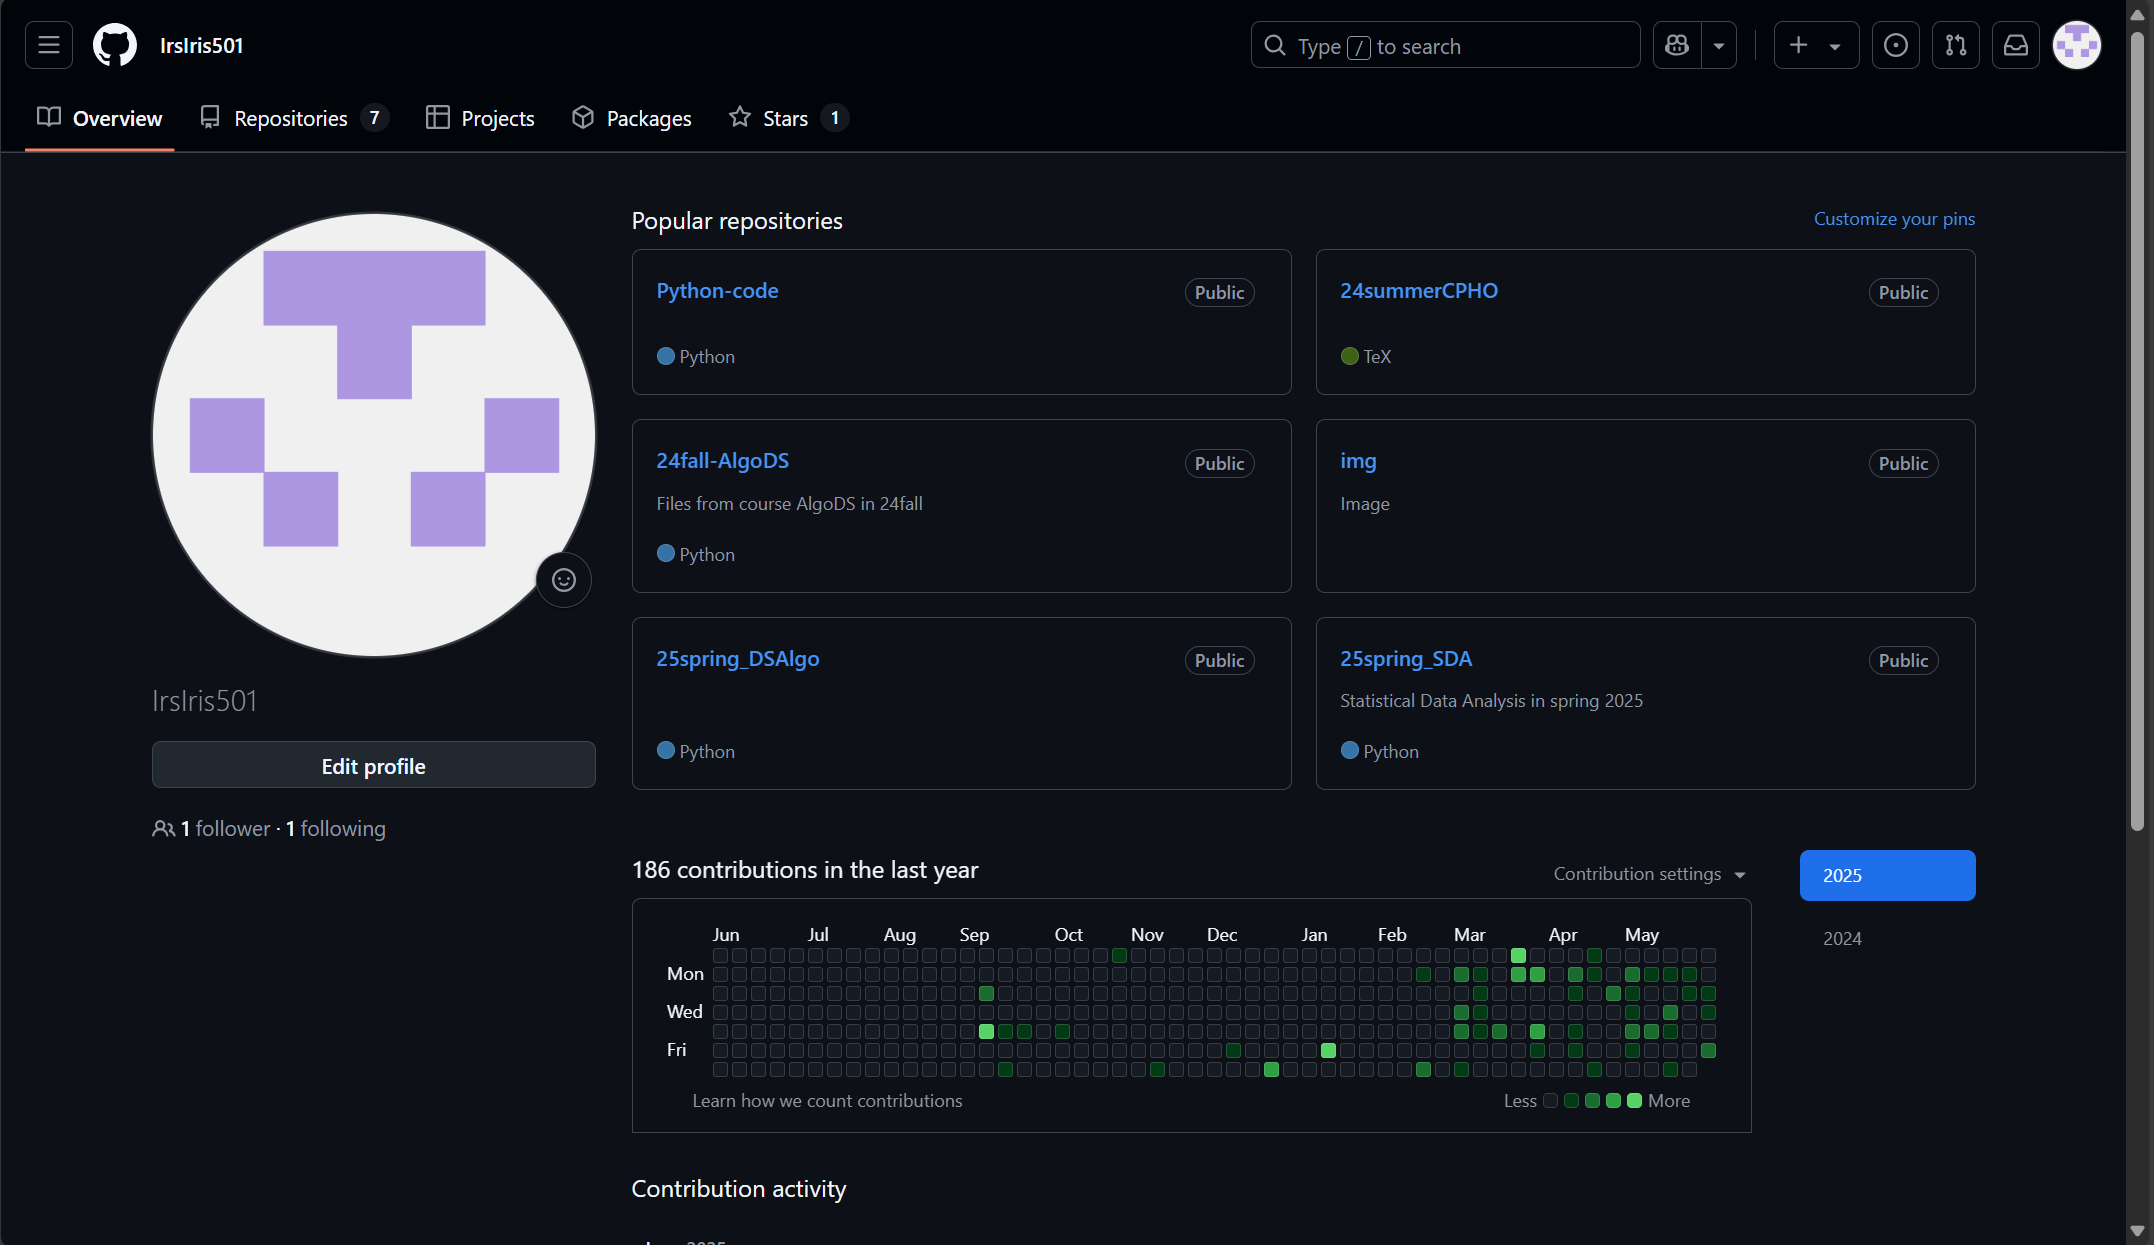 IrsIris501
Type / to search
Overview
Repositories 7
Projects
Packages
Stars 1
Popular repositories
Customize your pins
Python-code
Public
Python
24summerCPHO
Public
TeX
24fall-AlgoDS
Public
Files from course AlgoDS in 24fall
Python
img
Public
Image
25spring_DSAlgo
Public
Python
25spring_SDA
Public
Statistical Data Analysis in spring 2025
Python
IrsIris501
Edit profile
1 follower · 1 following
186 contributions in the last year
Contribution settings
2025
2024
Jun Jul Aug Sep Oct Nov Dec Jan Feb Mar Apr May
Mon
Wed
Fri
Learn how we count contributions
Less
More
Contribution activity